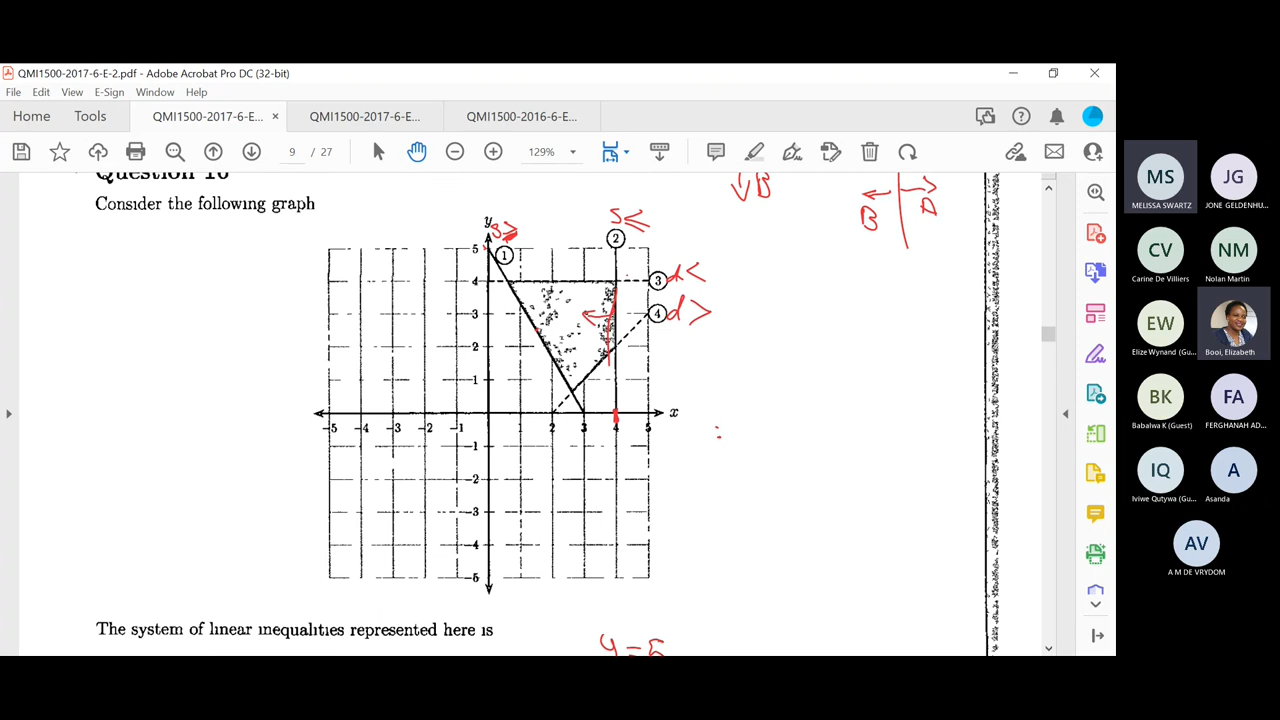 QMI1500-2017-6-E-2.pdf - Adobe Acrobat Pro DC (32-bit)
File Edit View E-Sign Window Help
Home Tools QMI1500-2017-6-E... × QMI1500-2017-6-E... QMI1500-2016-6-E...
9 / 27 129%
Question 16
Consider the following graph
B
B A
y
S≥ S≤
5 1 2
4 3 d<
3 4 d>
2
1
x
-5 -4 -3 -2 -1 1 2 3 4 5
-1
-2
-3
-4
-5
The system of linear inequalities represented here is
y = 5
MS JG
MELISSA SWARTZ JONE GELDENHU...
CV NM
Carine De Villiers Nolan Martin
EW
Elize Wynand (Gu... Booi, Elizabeth
BK FA
Babalwa K (Guest) FERGHANAH AD...
IQ A
Iviwe Qutywa (Gu... Asanda
AV
A M DE VRYDOM